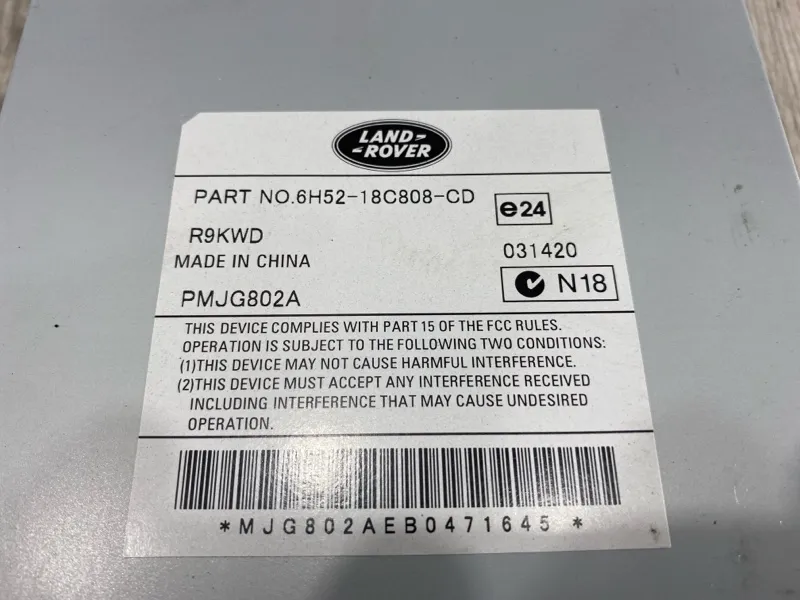 LAND-
-ROVER
PART NO.6H52-18C808-CD
e24
R9KWD
031420
MADE IN CHINA
N18
PMJG802A
THIS DEVICE COMPLIES WITH PART 15 OF THE FCC RULES.
OPERATION IS SUBJECT TO THE FOLLOWING TWO CONDITIONS:
(1)THIS DEVICE MAY NOT CAUSE HARMFUL INTERFERENCE.
(2)THIS DEVICE MUST ACCEPT ANY INTERFERENCE RECEIVED
INCLUDING INTERFERENCE THAT MAY CAUSE UNDESIRED
OPERATION.
*MJG802AEB0471645*